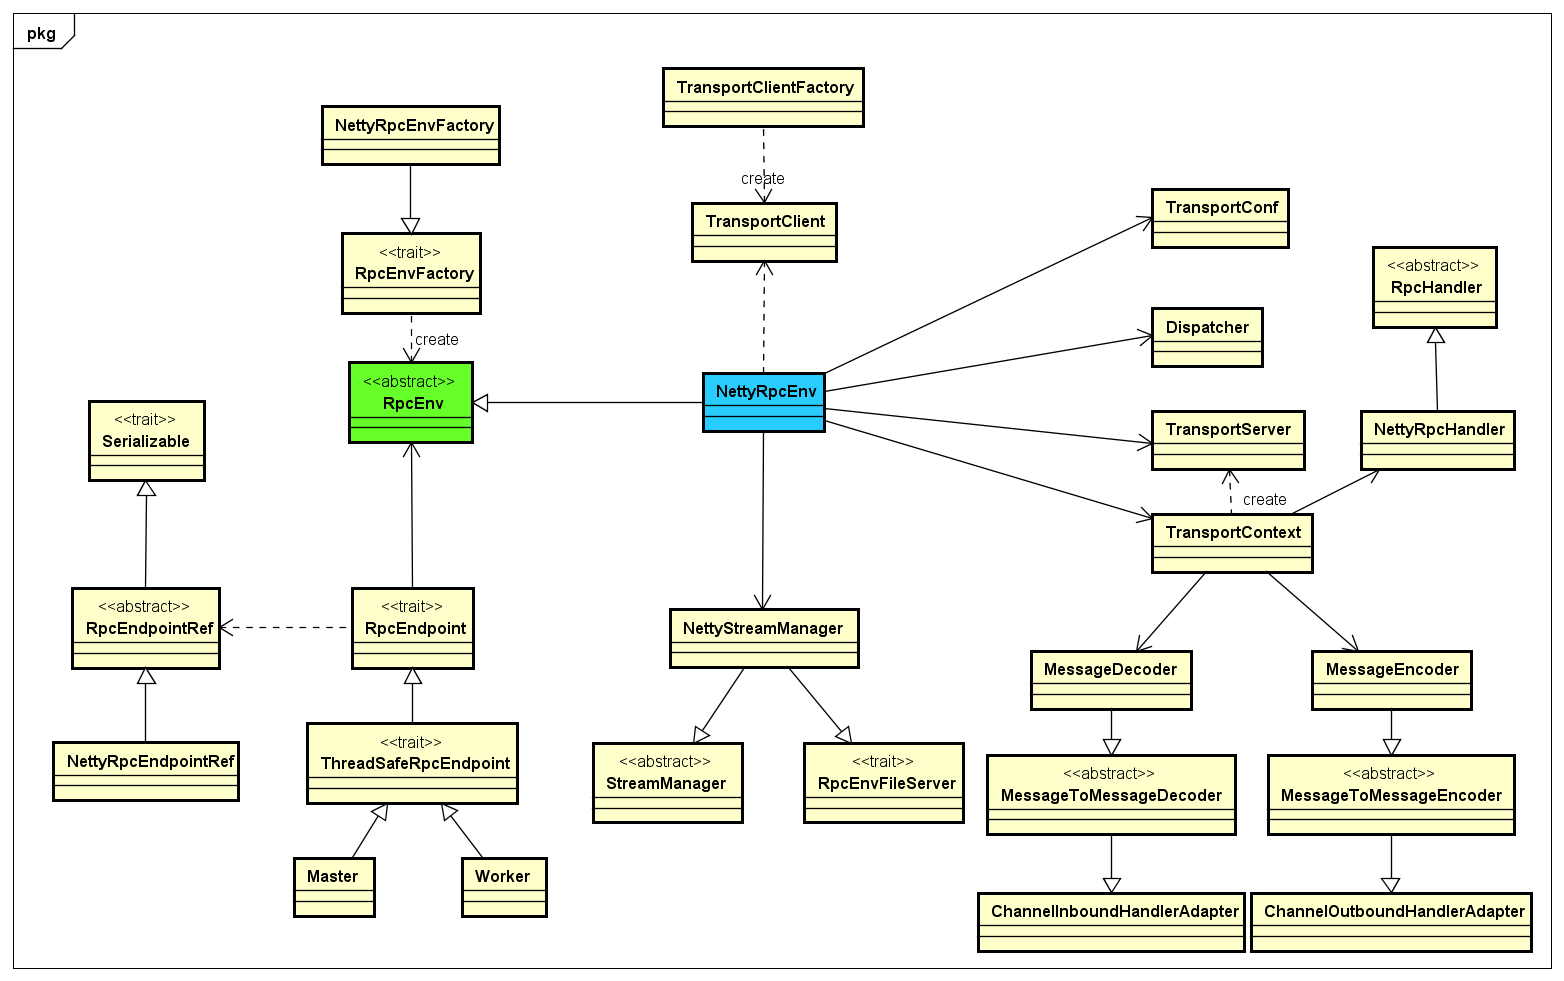 pkg
TransportClientFactory
NettyRpcEnvFactory
create
TransportConf
TransportClient
<<trait>>
RpcEnvFactory
<<abstract>>
RpcHandler
Dispatcher
create
<<abstract>>
RpcEnv
NettyRpcEnv
<<trait>>
Serializable
TransportServer
NettyRpcHandler
create
TransportContext
<<abstract>>
RpcEndpointRef
<<trait>>
RpcEndpoint
NettyStreamManager
MessageDecoder
MessageEncoder
NettyRpcEndpointRef
<<trait>>
ThreadSafeRpcEndpoint
<<abstract>>
StreamManager
<<trait>>
RpcEnvFileServer
<<abstract>>
MessageToMessageDecoder
<<abstract>>
MessageToMessageEncoder
Master
Worker
ChannelInboundHandlerAdapter
ChannelOutboundHandlerAdapter